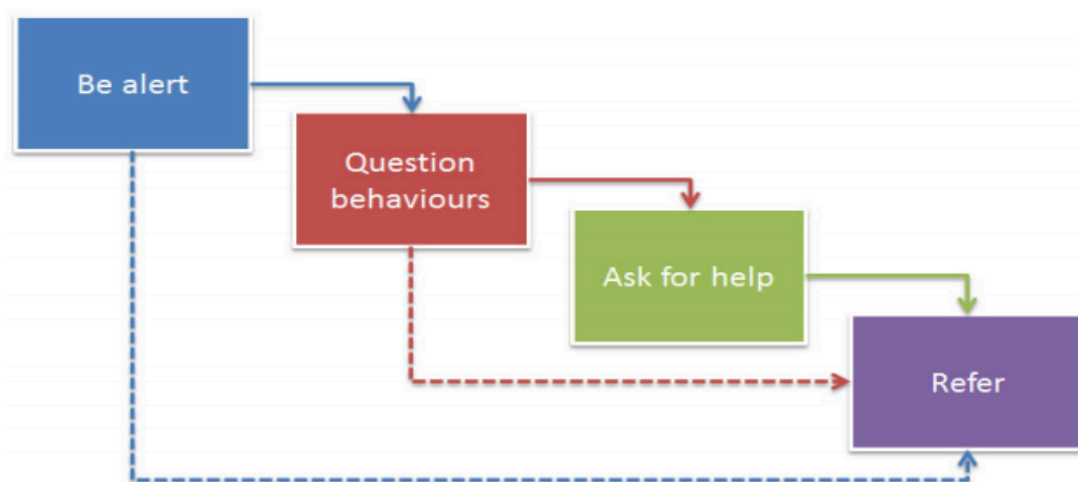 Be alert
Question
behaviours
Ask for help
Refer